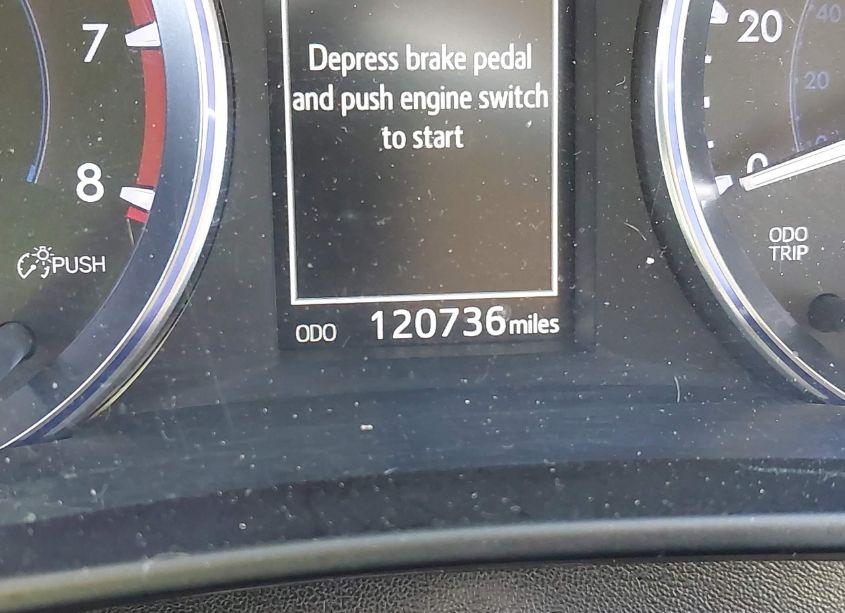 7
8
PUSH
Depress brake pedal
and push engine switch
to start
ODO 120736 miles
20
0
40
20
ODO
TRIP